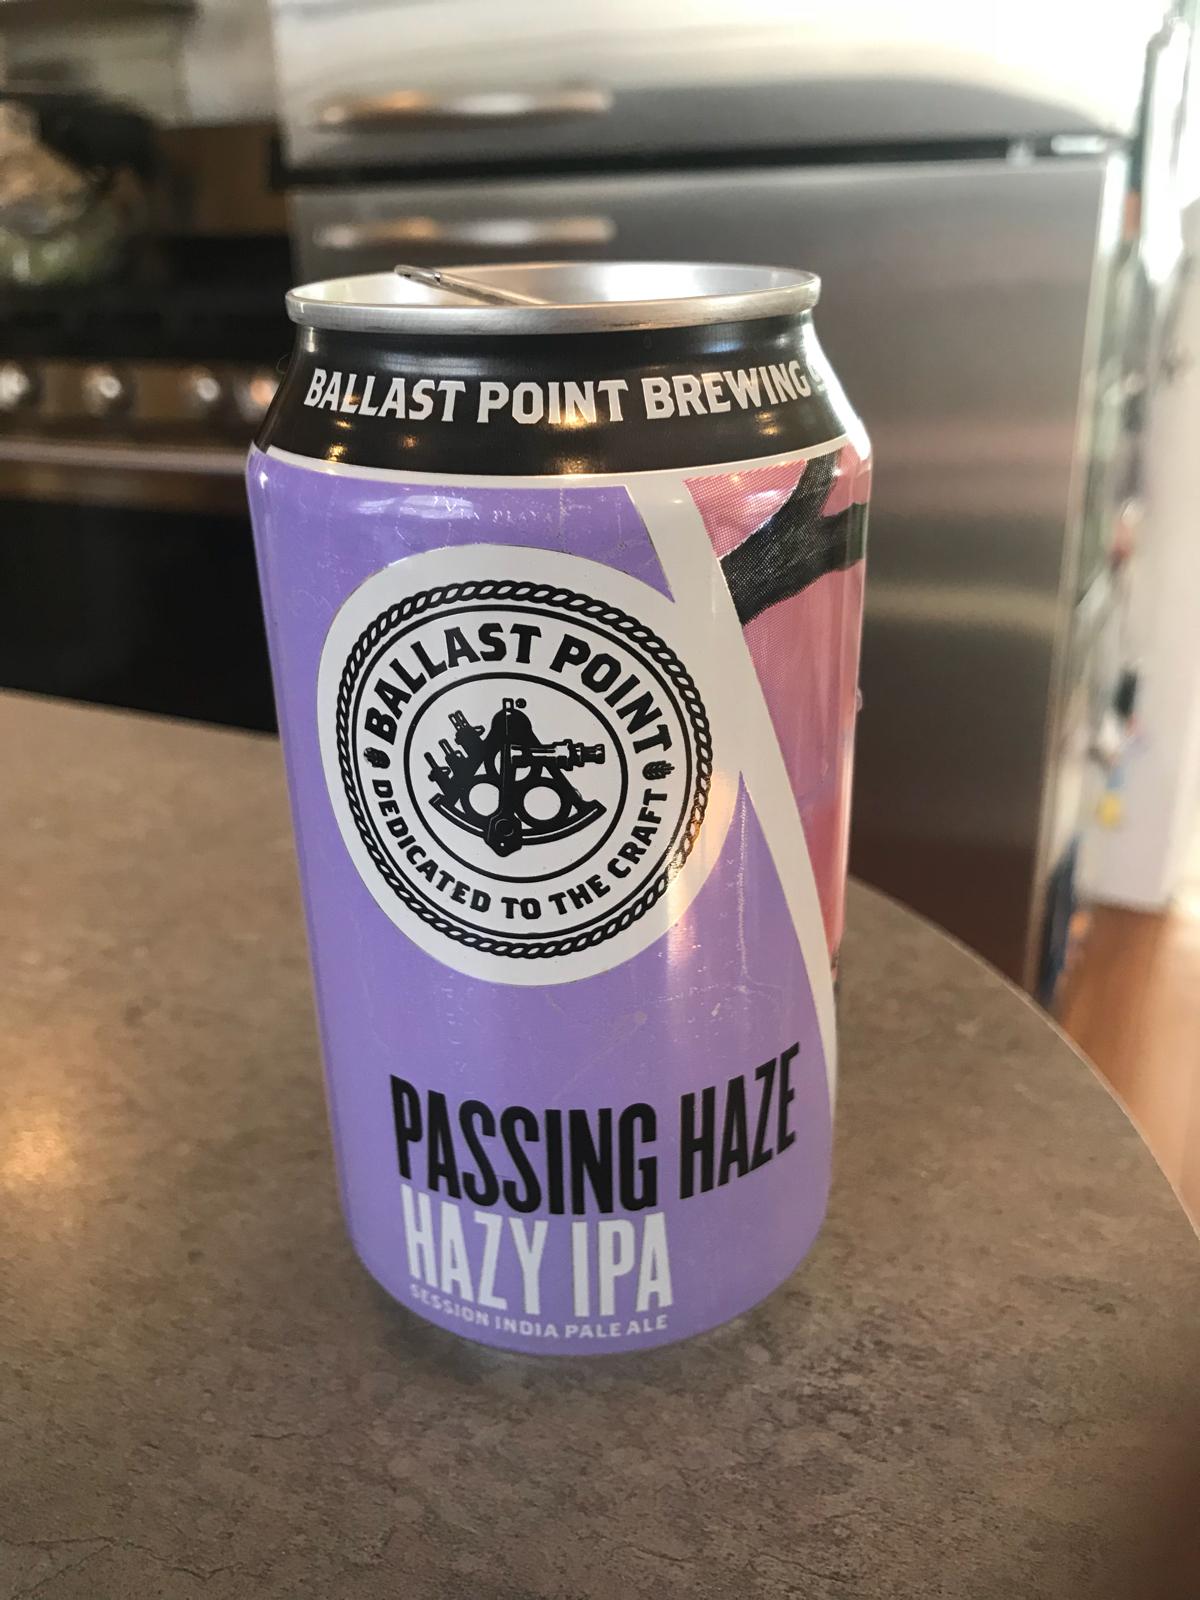 BALLAST POINT BREWING
BALLAST POINT
DEDICATED TO THE CRAFT
PASSING HAZE
HAZY IPA
SESSION INDIA PALE ALE